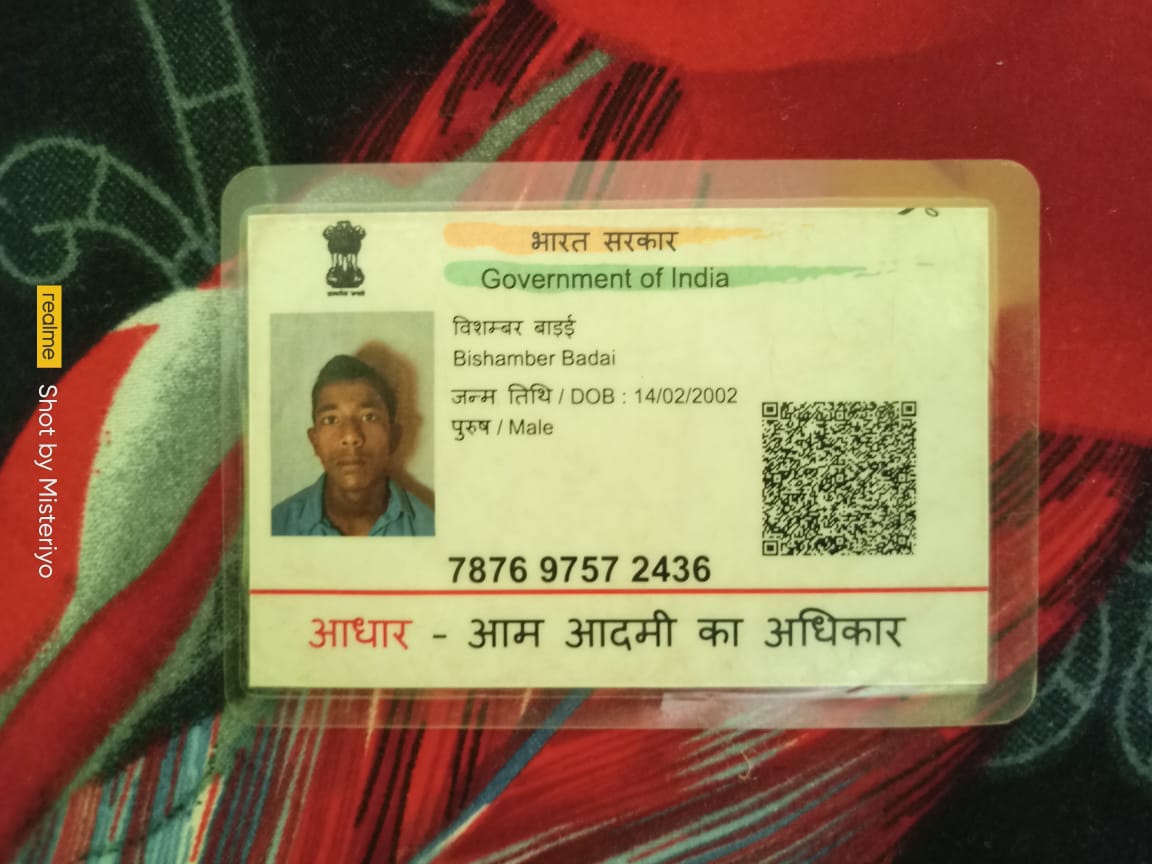 भारत सरकार
Government of India
विशम्बर बाड़ई
Bishamber Badai
जन्म तिथि / DOB : 14/02/2002
पुरुष / Male
7876 9757 2436
आधार - आम आदमी का अधिकार
realme Shot by Misteriyo